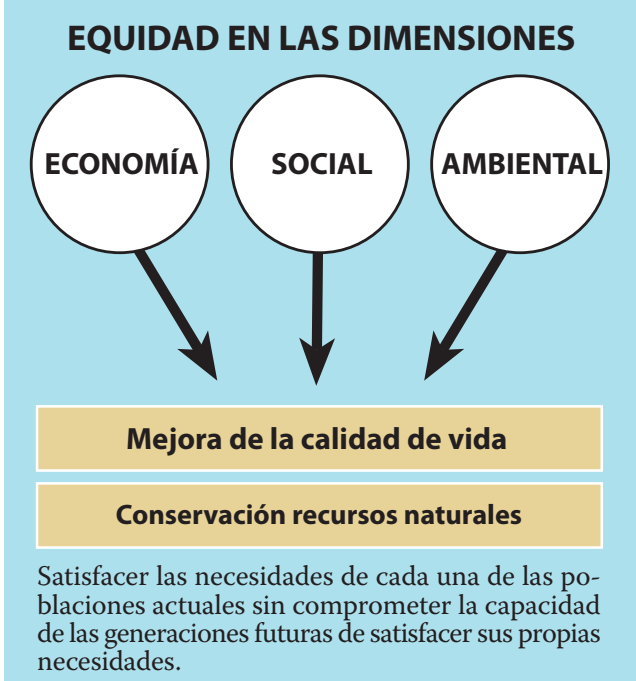 EQUIDAD EN LAS DIMENSIONES
ECONOMÍA
SOCIAL
AMBIENTAL
Mejora de la calidad de vida
Conservación recursos naturales
Satisfacer las necesidades de cada una de las po-
blaciones actuales sin comprometer la capacidad
de las generaciones futuras de satisfacer sus propias
necesidades.